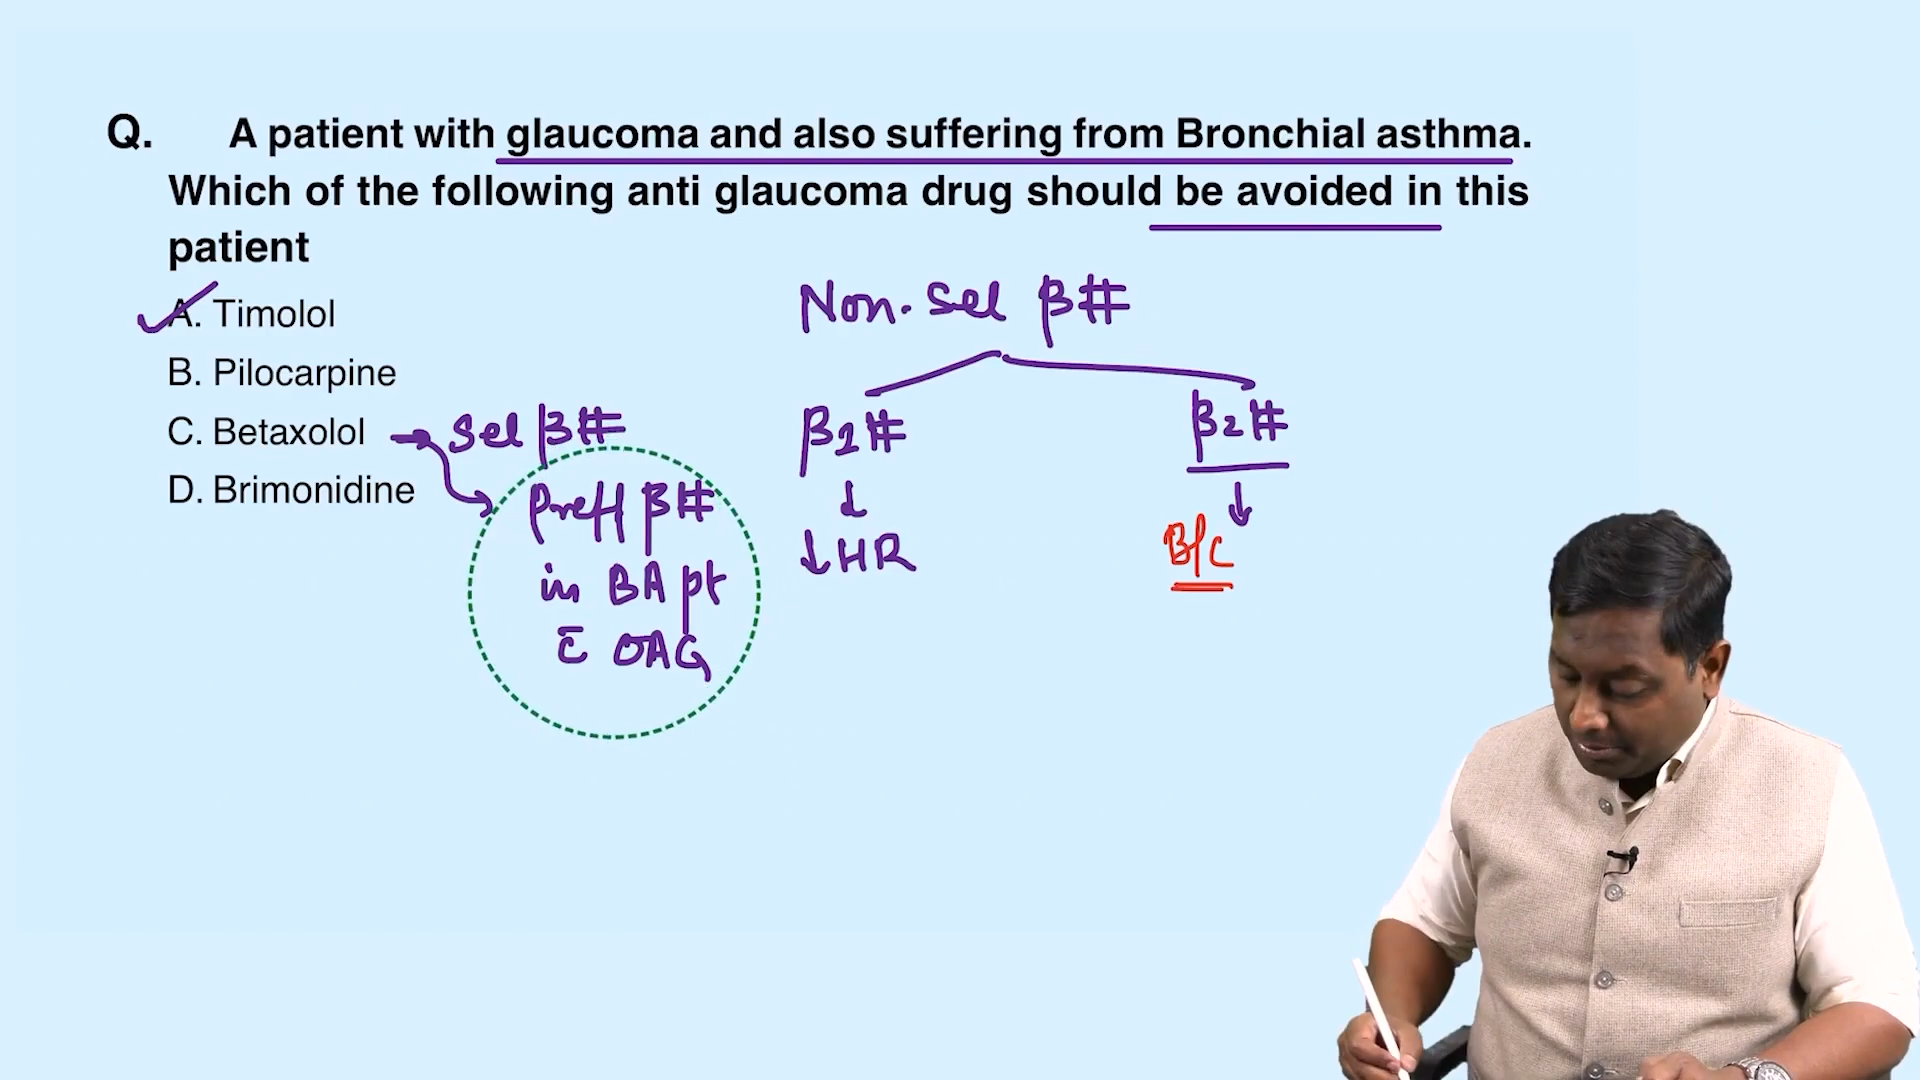 Q. A patient with glaucoma and also suffering from Bronchial asthma.
Which of the following anti glaucoma drug should be avoided in this
patient
A. Timolol
B. Pilocarpine
C. Betaxolol
D. Brimonidine
Sel β#
Preff β#
in BA pt
c̄ OAG
Non. Sel β#
β1#
↓
↓HR
β2#
↓
B/C